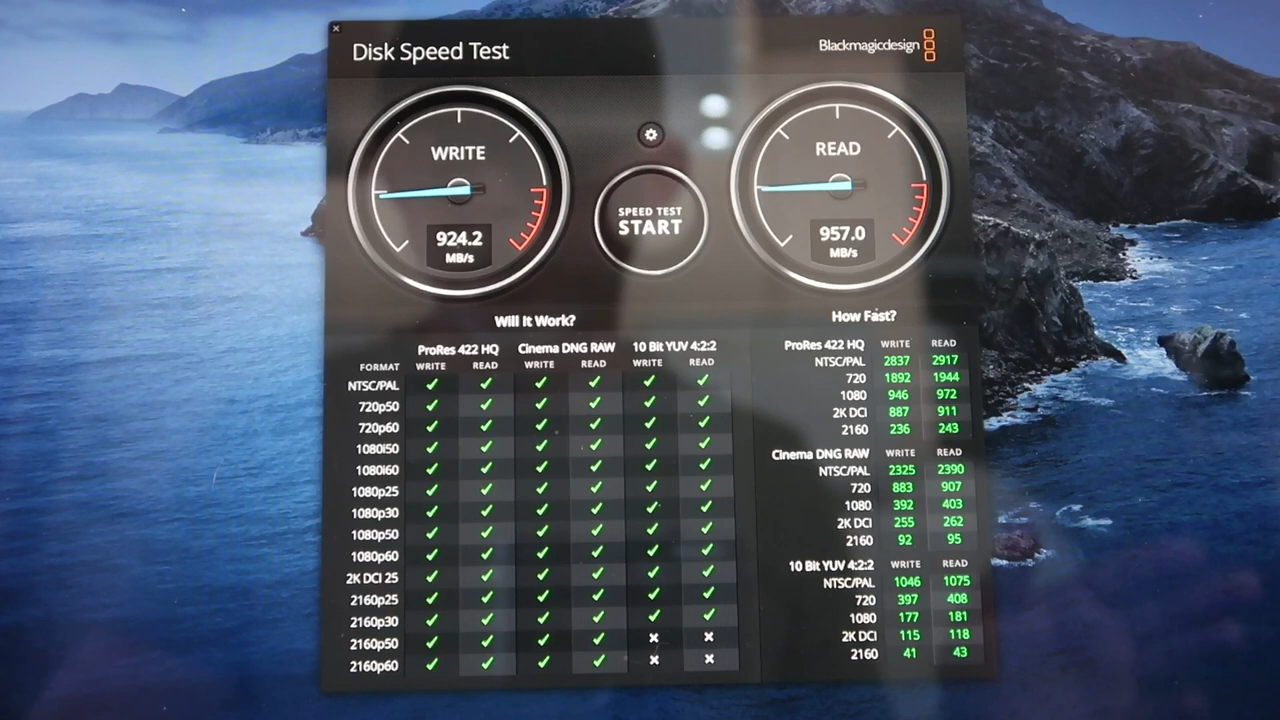 Disk Speed Test
Blackmagicdesign
WRITE
924.2
MB/s
SPEED TEST
START
READ
957.0
MB/s
Will It Work?
ProRes 422 HQ Cinema DNG RAW 10 Bit YUV 4:2:2
FORMAT WRITE READ WRITE READ WRITE READ
NTSC/PAL ✓ ✓ ✓ ✓ ✓ ✓
720p50 ✓ ✓ ✓ ✓ ✓ ✓
720p60 ✓ ✓ ✓ ✓ ✓ ✓
1080i50 ✓ ✓ ✓ ✓ ✓ ✓
1080i60 ✓ ✓ ✓ ✓ ✓ ✓
1080p25 ✓ ✓ ✓ ✓ ✓ ✓
1080p30 ✓ ✓ ✓ ✓ ✓ ✓
1080p50 ✓ ✓ ✓ ✓ ✓ ✓
1080p60 ✓ ✓ ✓ ✓ ✓ ✓
2K DCI 25 ✓ ✓ ✓ ✓ ✓ ✓
2160p25 ✓ ✓ ✓ ✓ ✓ ✓
2160p30 ✓ ✓ ✓ ✓ ✓ ✓
2160p50 ✓ ✓ ✓ ✓ × ×
2160p60 ✓ ✓ ✓ ✓ × ×
How Fast?
ProRes 422 HQ WRITE READ
NTSC/PAL 2837 2917
720 1892 1944
1080 946 972
2K DCI 887 911
2160 236 243
Cinema DNG RAW WRITE READ
NTSC/PAL 2325 2390
720 883 907
1080 392 403
2K DCI 255 262
2160 92 95
10 Bit YUV 4:2:2 WRITE READ
NTSC/PAL 1046 1075
720 397 408
1080 177 181
2K DCI 115 118
2160 41 43